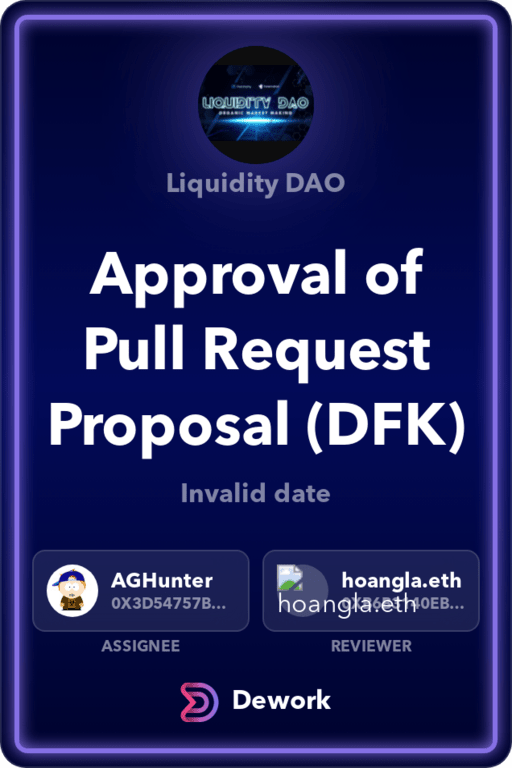 LIQUIDITY DAO
ORGANIC MARKET MAKING
Liquidity DAO
Approval of
Pull Request
Proposal (DFK)
Invalid date
AGHunter
0X3D54757B...
hoangla.eth
hoangla.eth
ASSIGNEE
REVIEWER
Dework